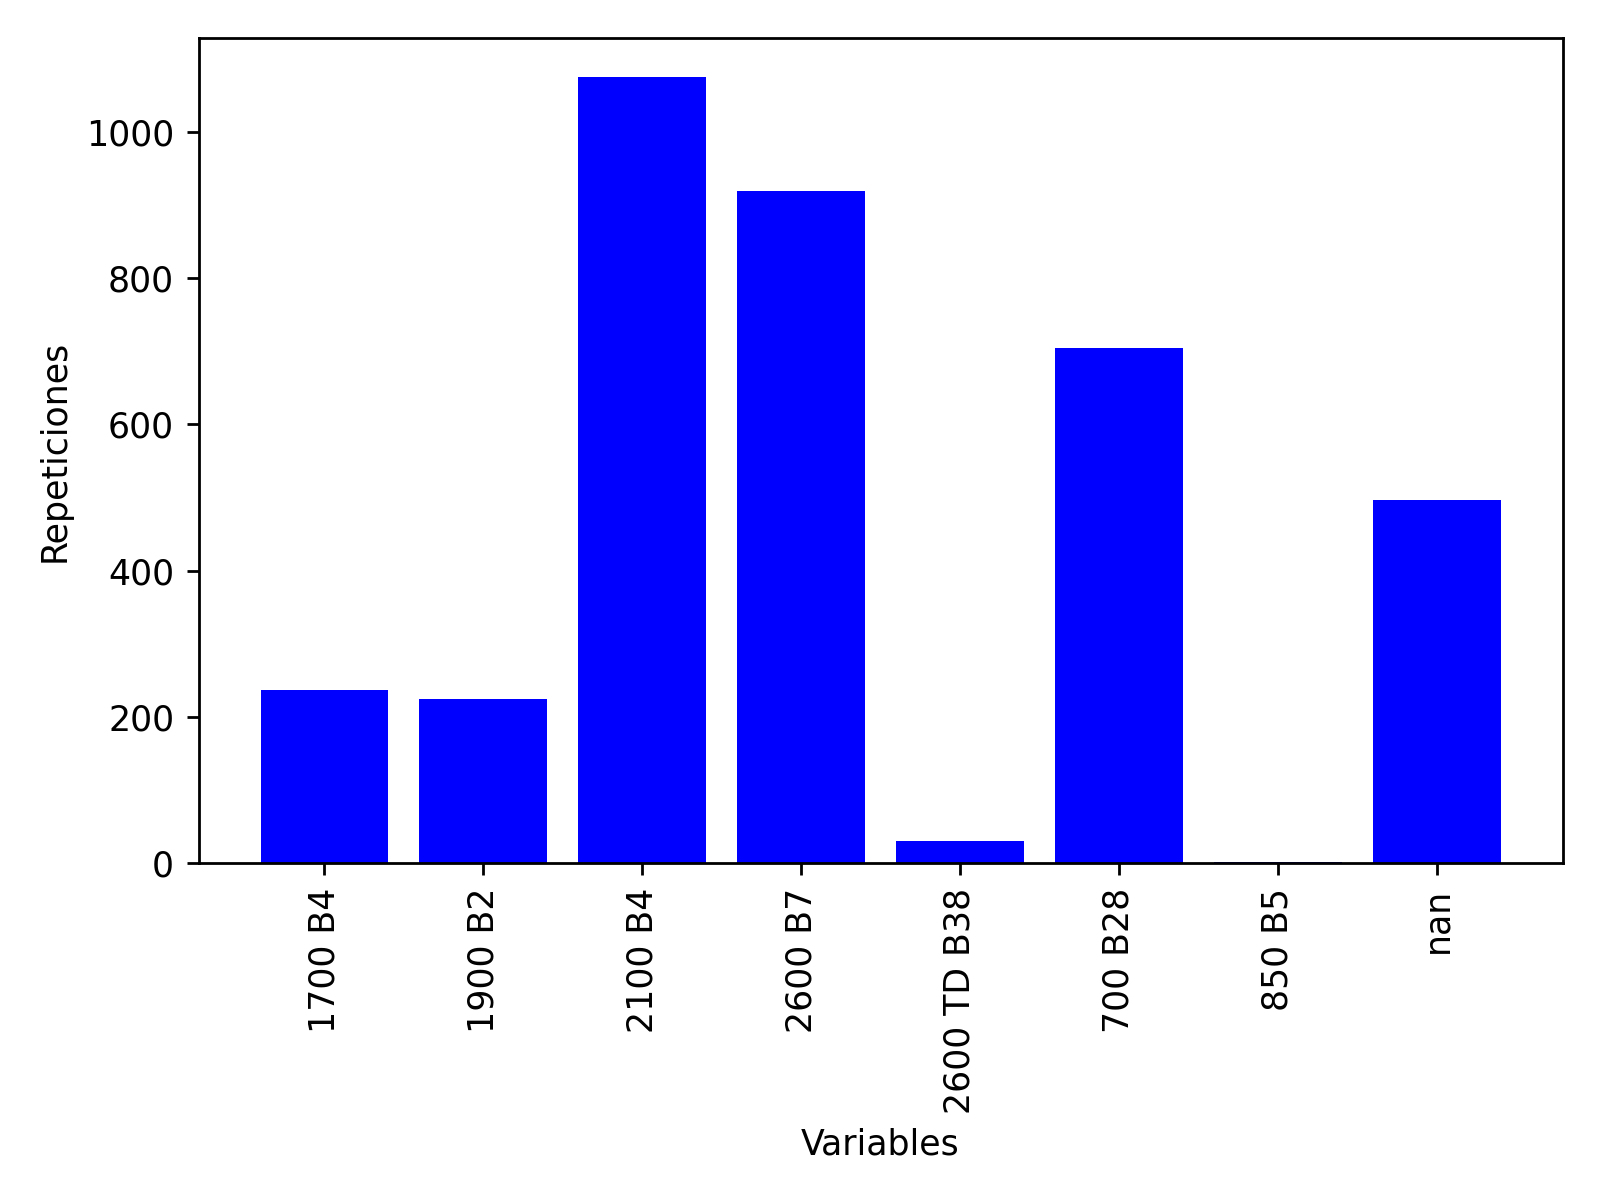 Repeticiones
1000
800
600
400
200
0
1700 B4
1900 B2
2100 B4
2600 B7
2600 TD B38
700 B28
850 B5
nan
Variables